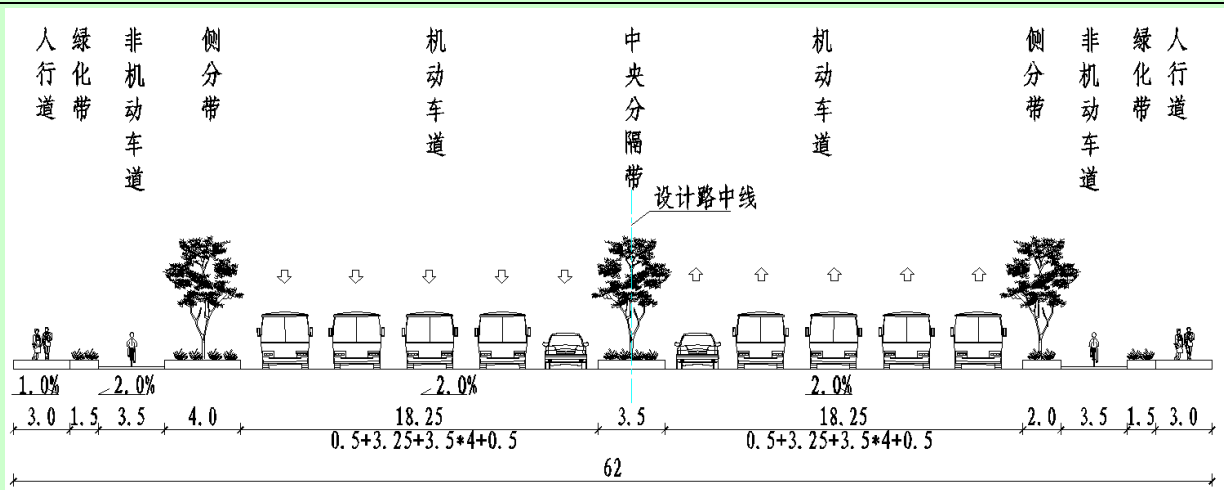 人行道
绿化带
非机动车道
侧分带
机动车道
中央分隔带
机动车道
侧分带
非机动车道
绿化带
人行道
设计路中线
1.0%
2.0%
2.0%
2.0%
3.0 1.5 3.5 4.0 18.25 3.5 18.25 2.0 3.5 1.5 3.0
0.5+3.25+3.5*4+0.5
0.5+3.25+3.5*4+0.5
62